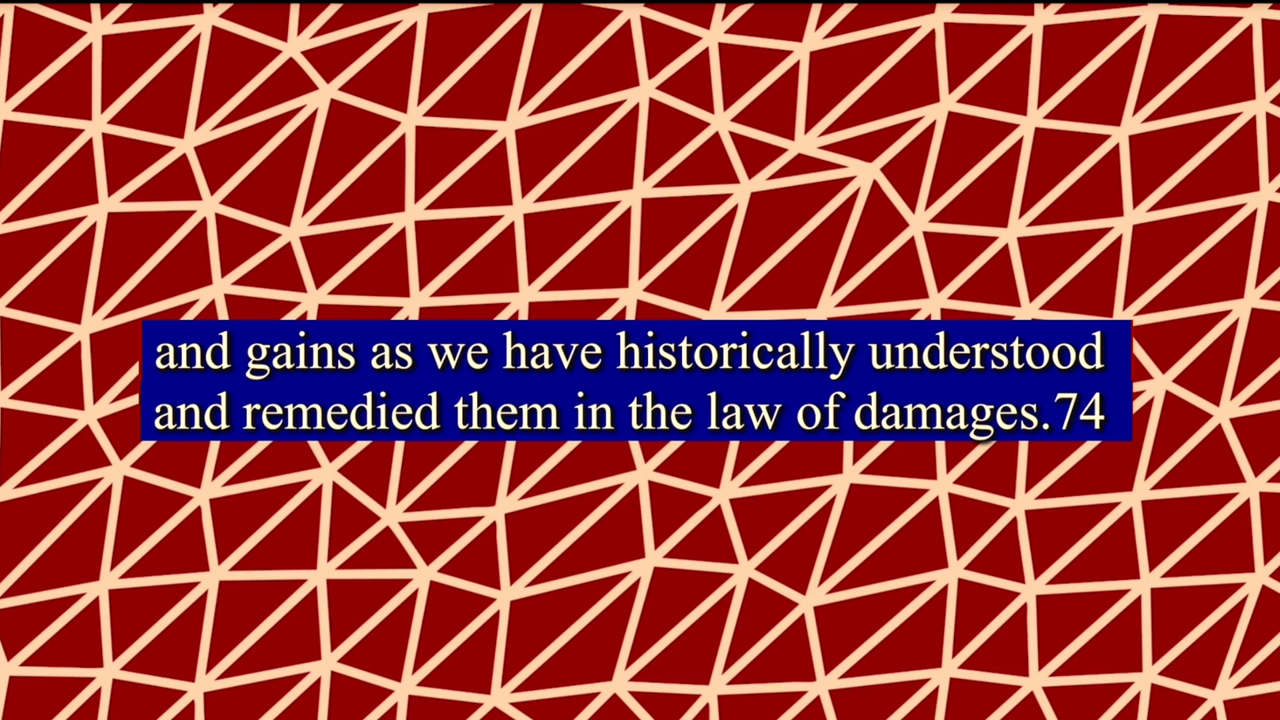 and gains as we have historically understood
and remedied them in the law of damages.74